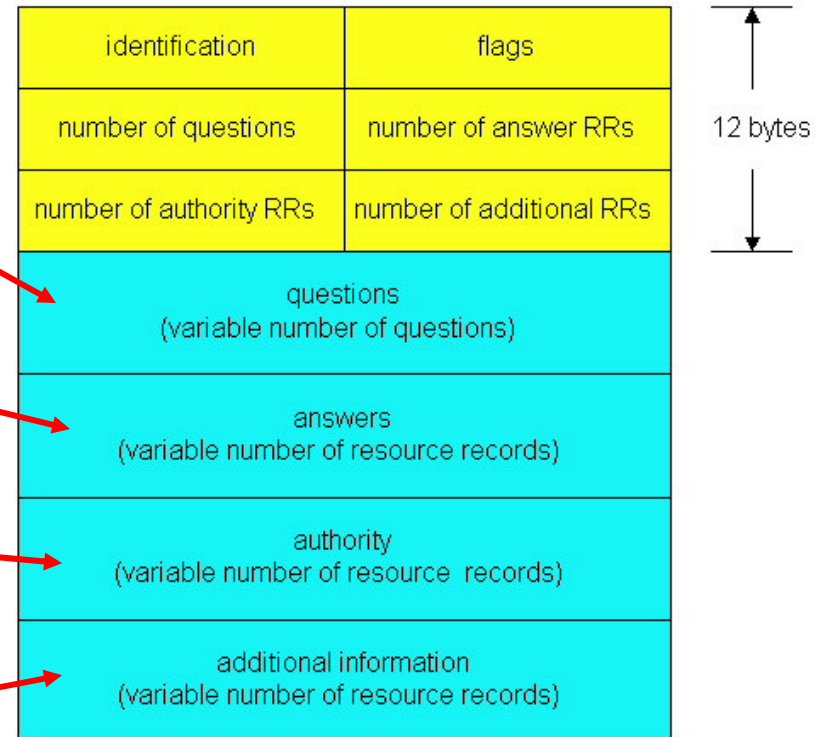 identification flags
number of questions number of answer RRs 12 bytes
number of authority RRs number of additional RRs
questions
(variable number of questions)
answers
(variable number of resource records)
authority
(variable number of resource records)
additional information
(variable number of resource records)